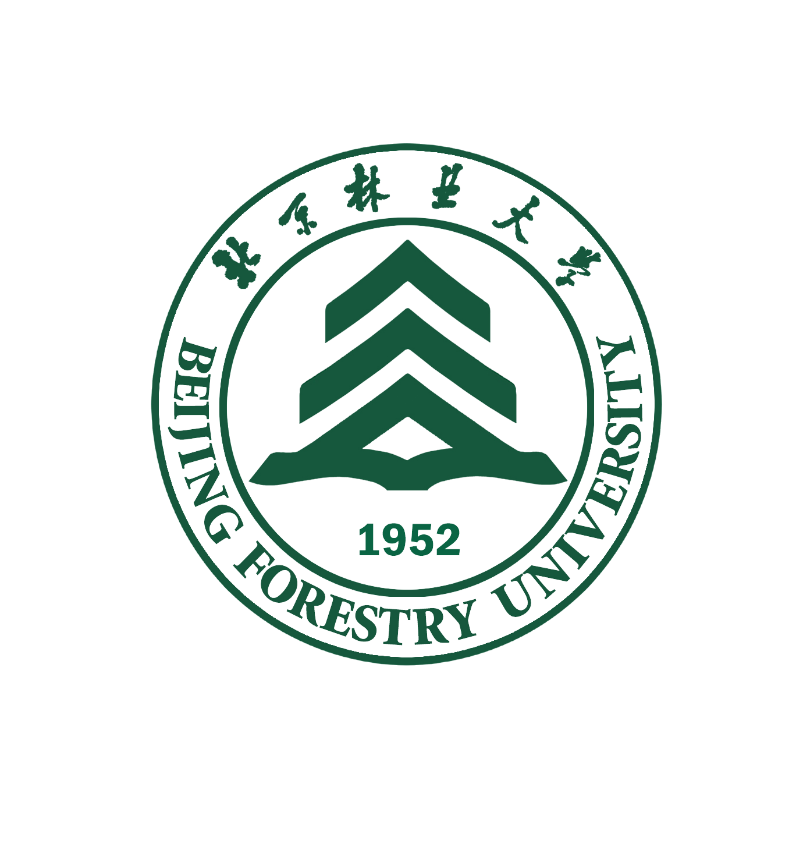 北京林业大学
1952
BEIJING FORESTRY UNIVERSITY